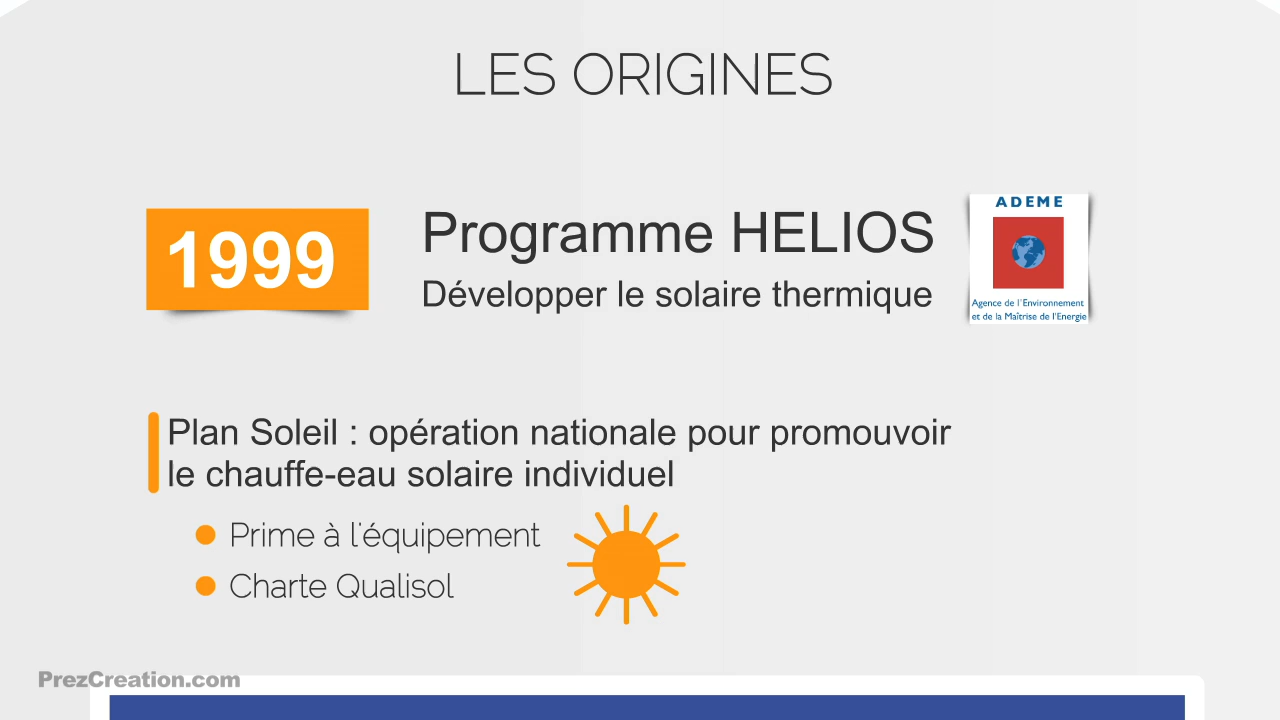 LES ORIGINES
1999
Programme HELIOS
Développer le solaire thermique
ADEME
Agence de l'Environnement
et de la Maîtrise de l'Energie
Plan Soleil : opération nationale pour promouvoir
le chauffe-eau solaire individuel
Prime à l'équipement
Charte Qualisol
PrezCreation.com